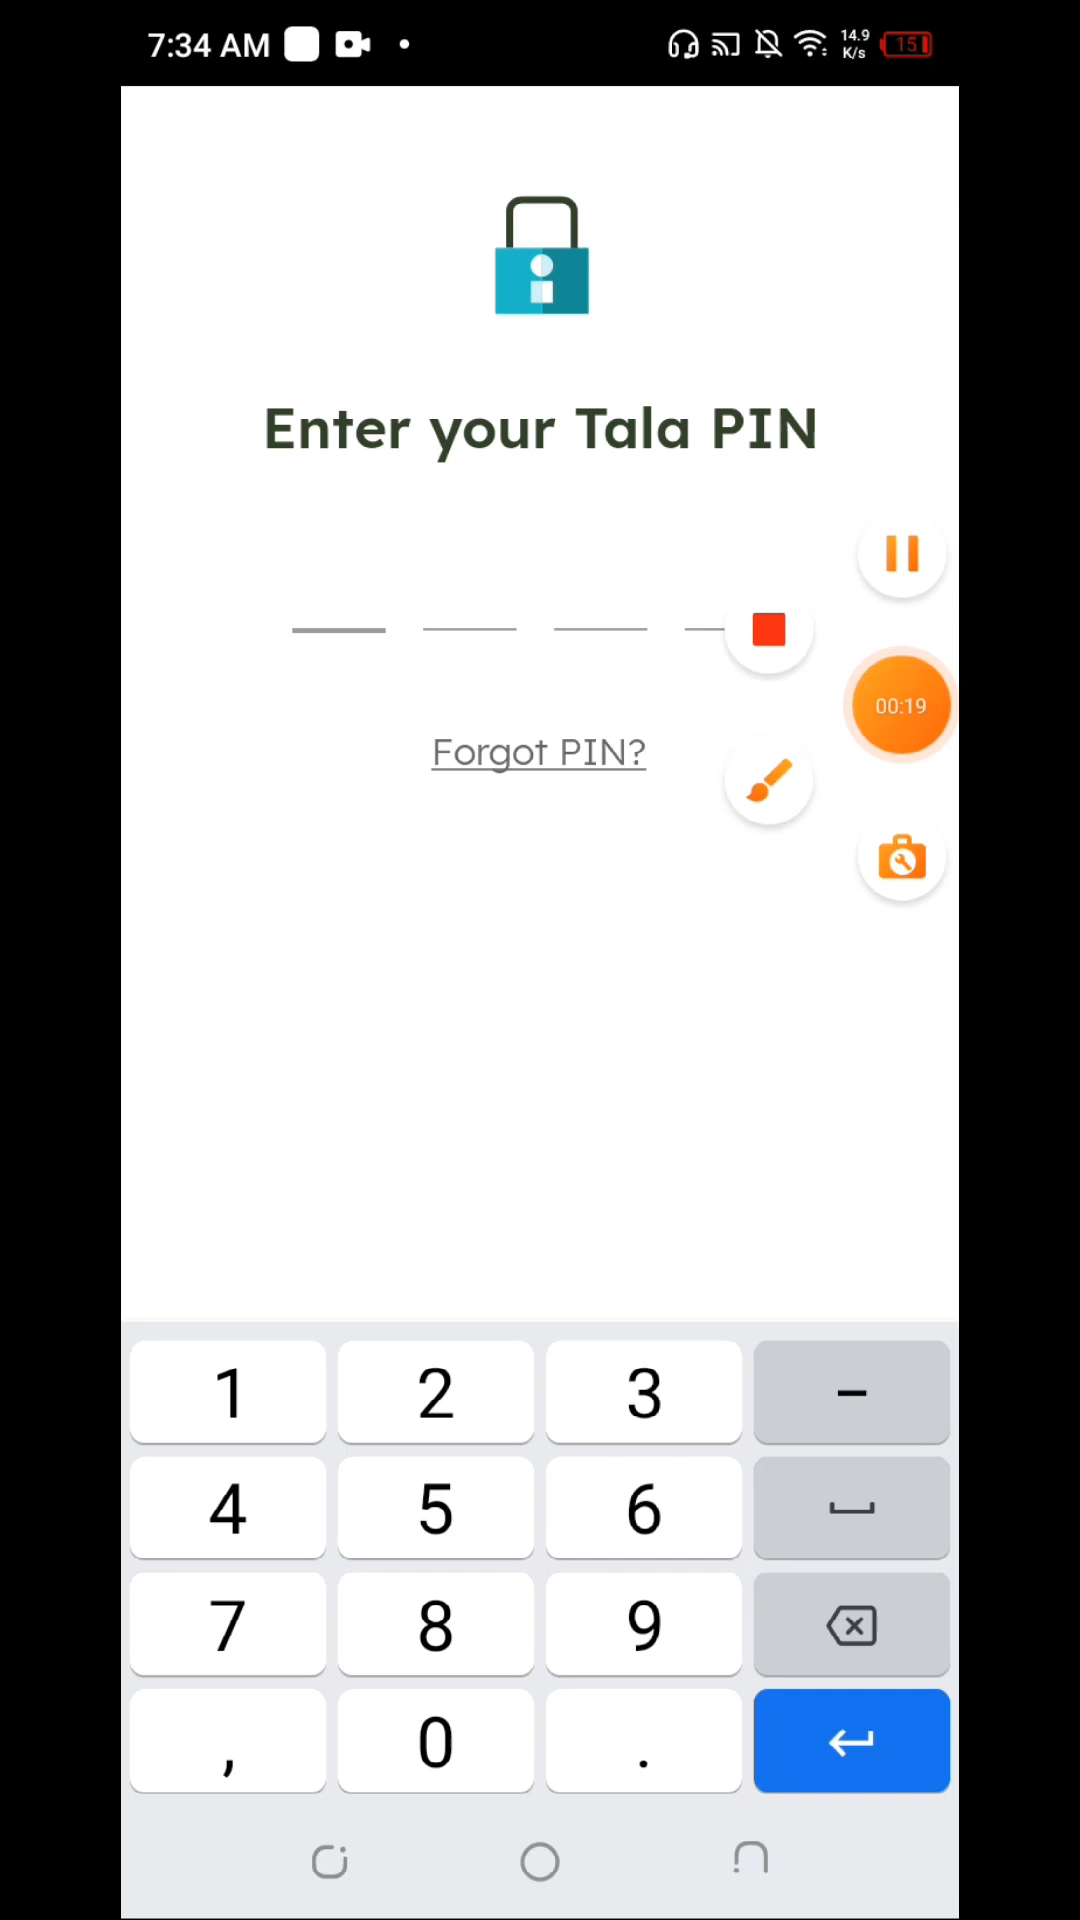 7:34 AM
14.9
K/s
15
Enter your Tala PIN
00:19
Forgot PIN?
1 2 3 –
4 5 6
7 8 9
, 0 .